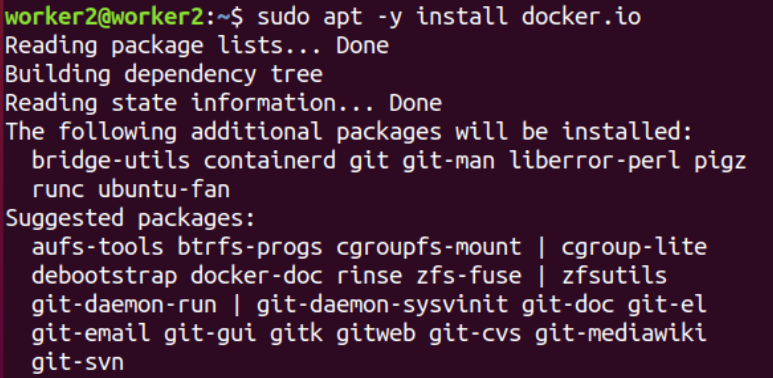 worker2@worker2:~$ sudo apt -y install docker.io
Reading package lists... Done
Building dependency tree
Reading state information... Done
The following additional packages will be installed:
  bridge-utils containerd git git-man liberror-perl pigz
  runc ubuntu-fan
Suggested packages:
  aufs-tools btrfs-progs cgroupfs-mount | cgroup-lite
  debootstrap docker-doc rinse zfs-fuse | zfsutils
  git-daemon-run | git-daemon-sysvinit git-doc git-el
  git-email git-gui gitk gitweb git-cvs git-mediawiki
  git-svn